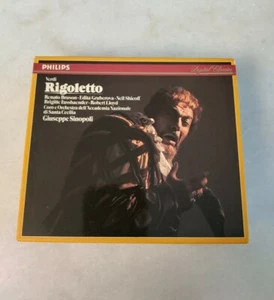 PHILIPS
Digital Classics
Verdi
Rigoletto
Renato Bruson · Edita Gruberova · Neil Shicoff
Brigitte Fassbaender · Robert Lloyd
Coro e Orchestra dell'Accademia Nazionale
di Santa Cecilia
Giuseppe Sinopoli